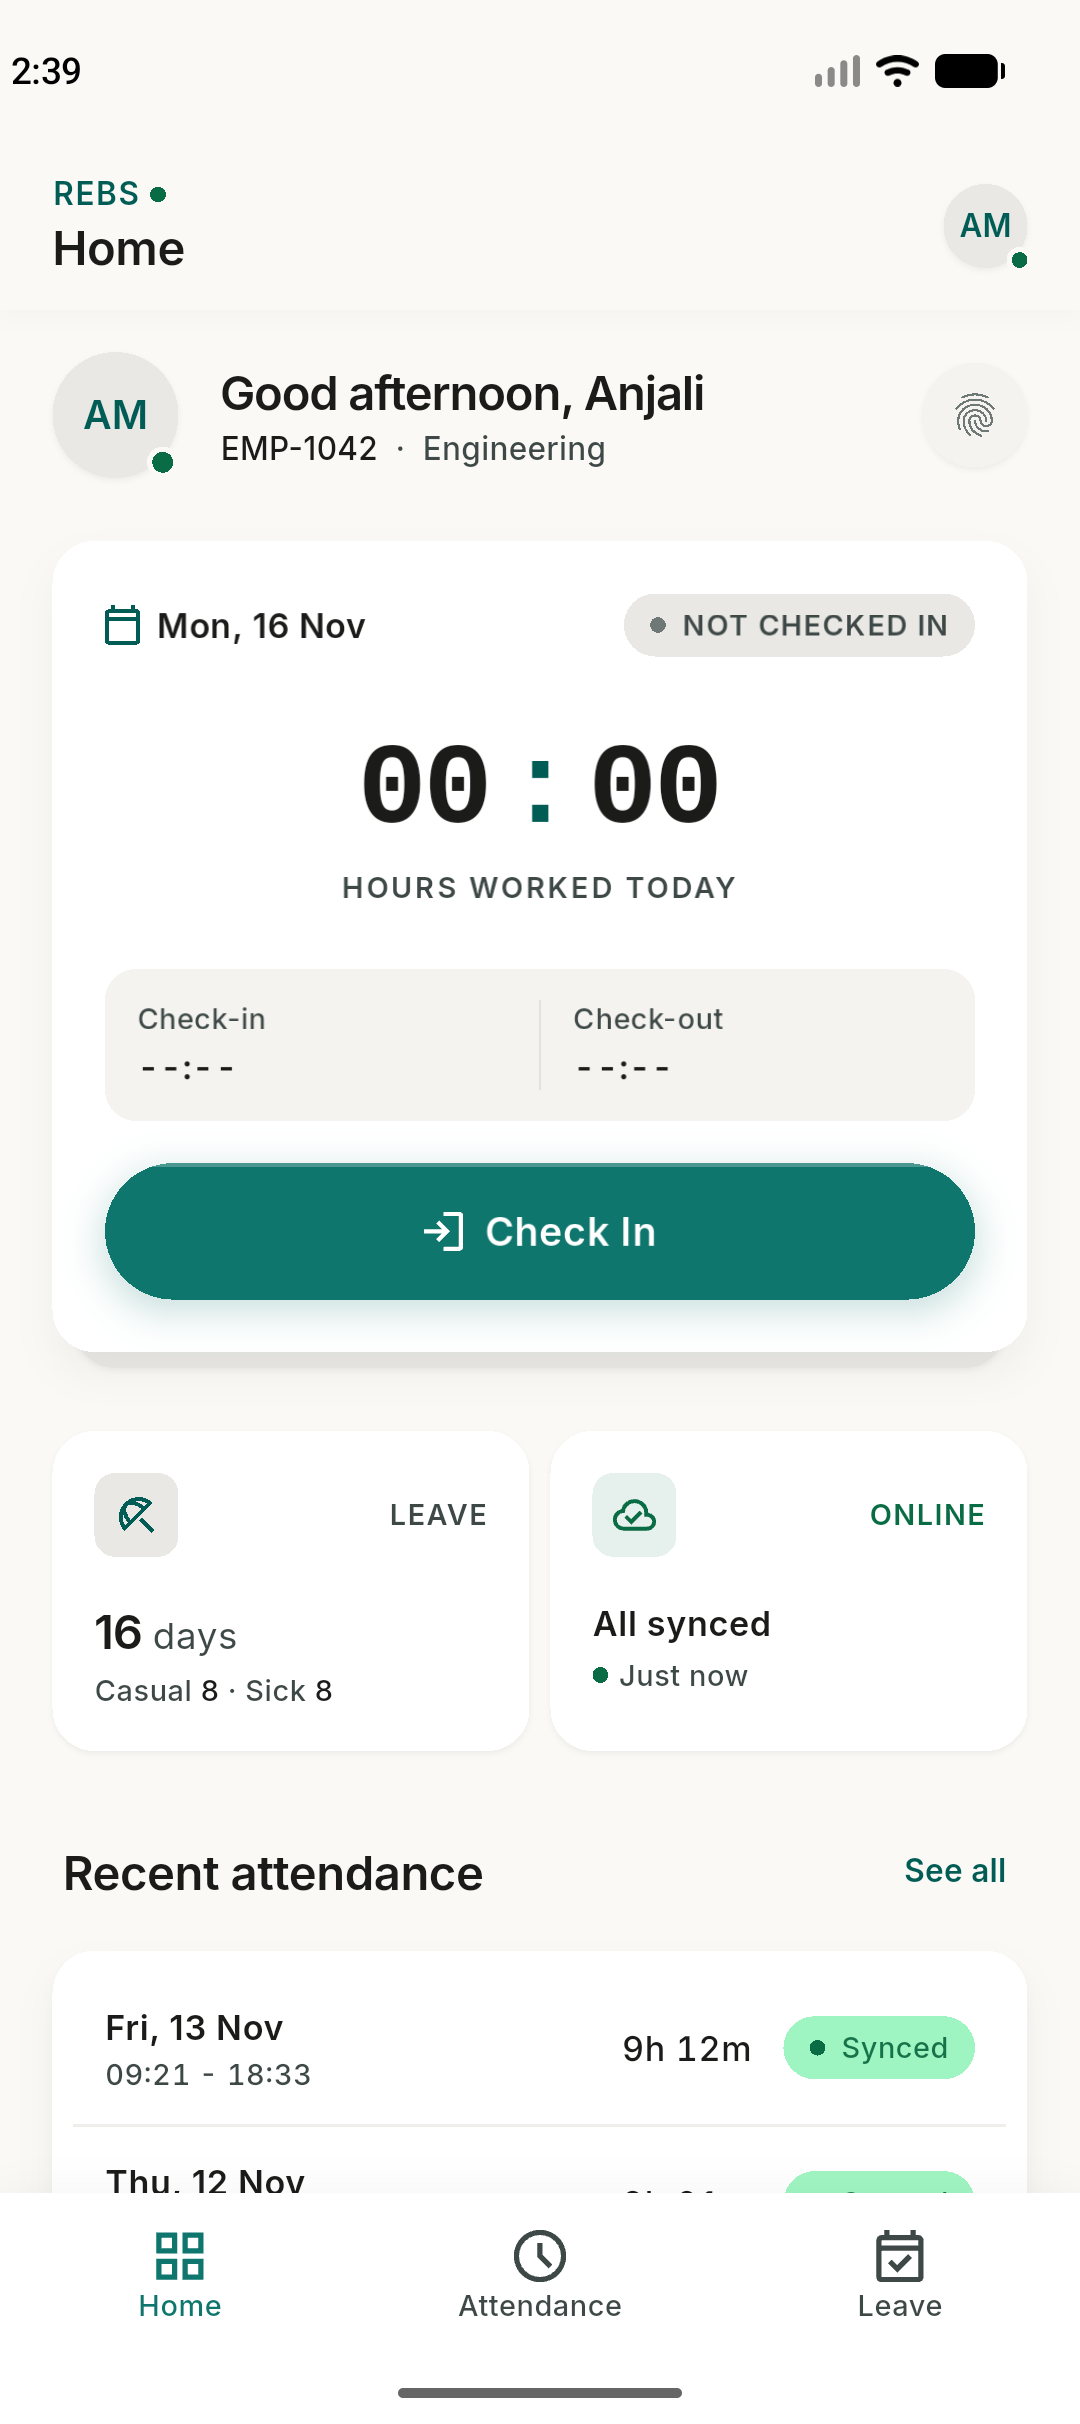 2:39
REBS
Home
AM
AM
Good afternoon, Anjali
EMP-1042 · Engineering
Mon, 16 Nov
NOT CHECKED IN
00:00
HOURS WORKED TODAY
Check-in
--:--
Check-out
--:--
Check In
LEAVE
16 days
Casual 8 · Sick 8
ONLINE
All synced
Just now
Recent attendance
See all
Fri, 13 Nov
09:21 - 18:33
9h 12m
Synced
Thu, 12 Nov
Home
Attendance
Leave